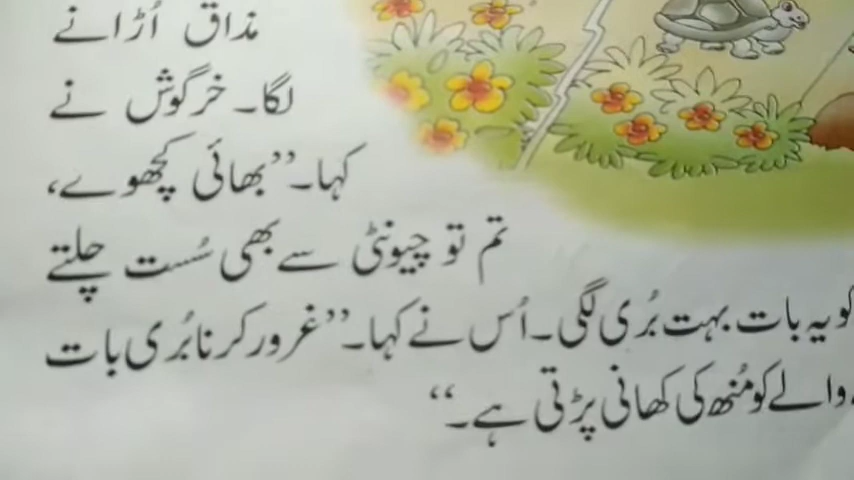 مذاق اُڑانے
لگا۔ خرگوش نے
کہا۔ ”بھائی کچھوے،
تم تو چیونٹی سے بھی سُست چلتے
کو یہ بات بہت بُری لگی۔ اُس نے کہا۔ ”غرور کرنا بُری بات
والے کو مُنھ کی کھانی پڑتی ہے۔“